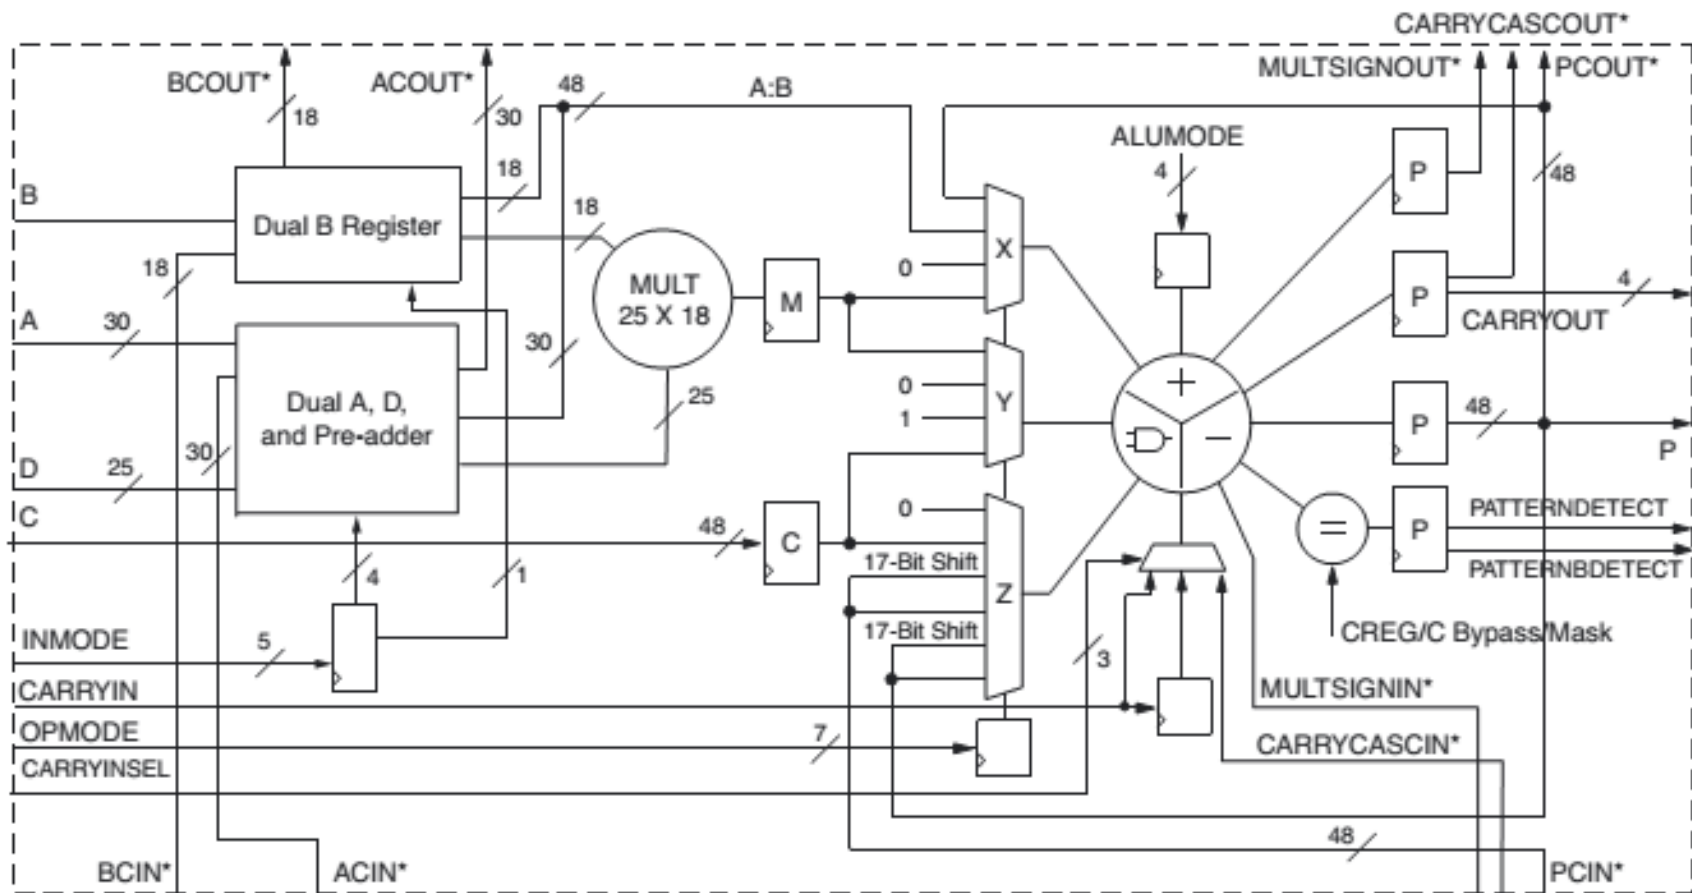 CARRYCASCOUT*
BCOUT*
ACOUT*
48
A:B
MULTSIGNOUT*
PCOUT*
18
30
ALUMODE
4
48
B
18
18
Dual B Register
P
X
0
18
MULT
25 X 18
M
P
4
CARRYOUT
A
30
30
Dual A, D,
and Pre-adder
25
0
1
Y
+
−
48
P
P
30
D
25
C
48
C
0
17-Bit Shift
Z
17-Bit Shift
=
P
PATTERNDETECT
PATTERNBDETECT
4
1
INMODE
5
3
CREG/C Bypass/Mask
CARRYIN
MULTSIGNIN*
OPMODE
7
CARRYCASCIN*
CARRYINSEL
48
BCIN*
ACIN*
PCIN*